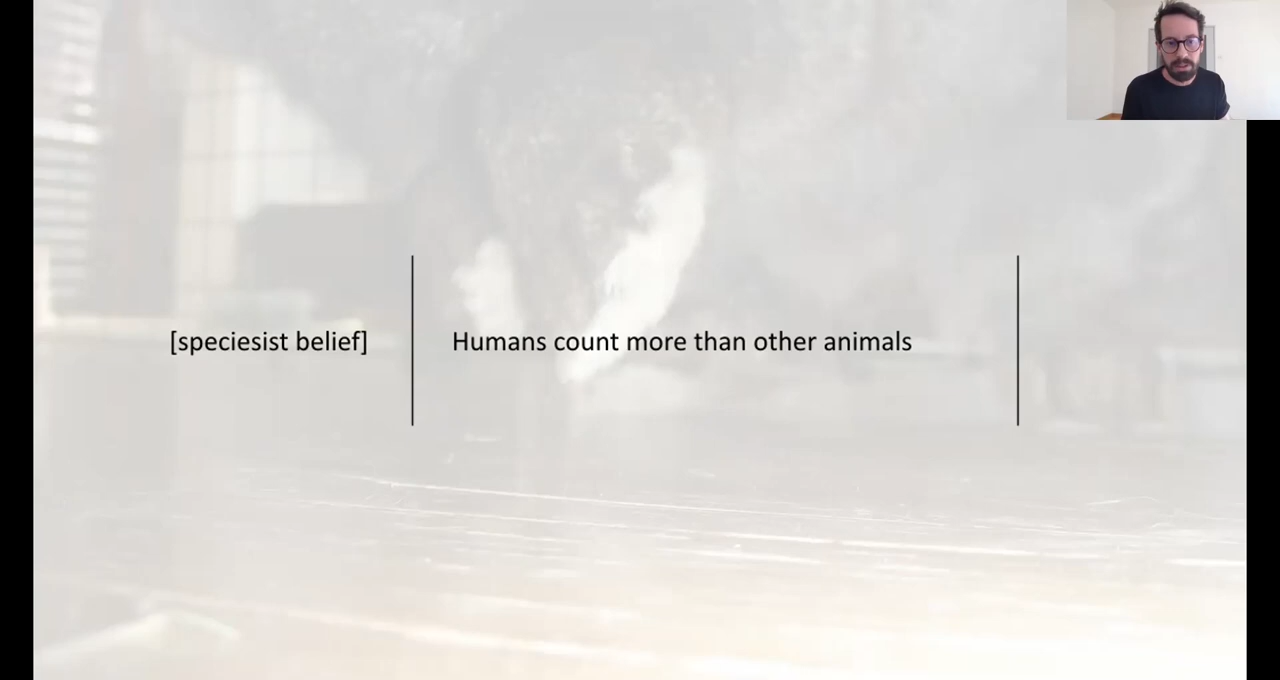 [speciesist belief]
Humans count more than other animals